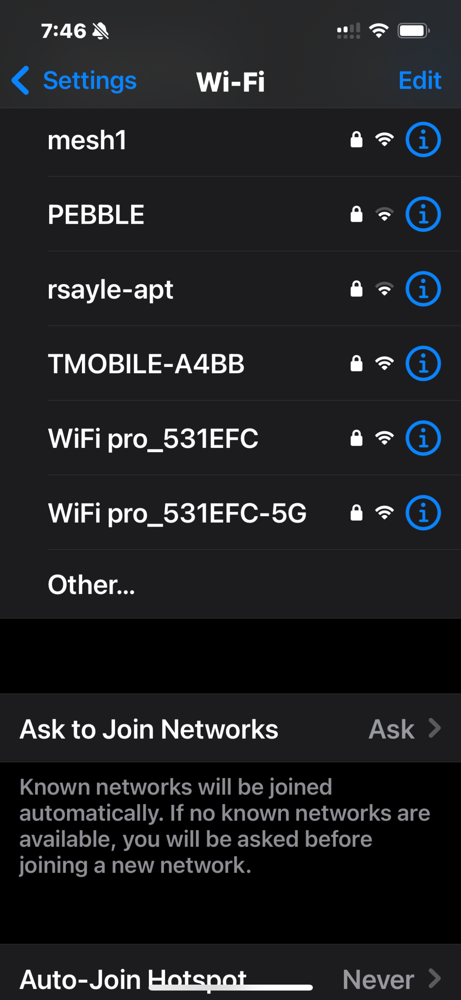 7:46
Settings Wi-Fi Edit
mesh1
PEBBLE
rsayle-apt
TMOBILE-A4BB
WiFi pro_531EFC
WiFi pro_531EFC-5G
Other...
Ask to Join Networks Ask
Known networks will be joined
automatically. If no known networks are
available, you will be asked before
joining a new network.
Auto-Join Hotspot Never